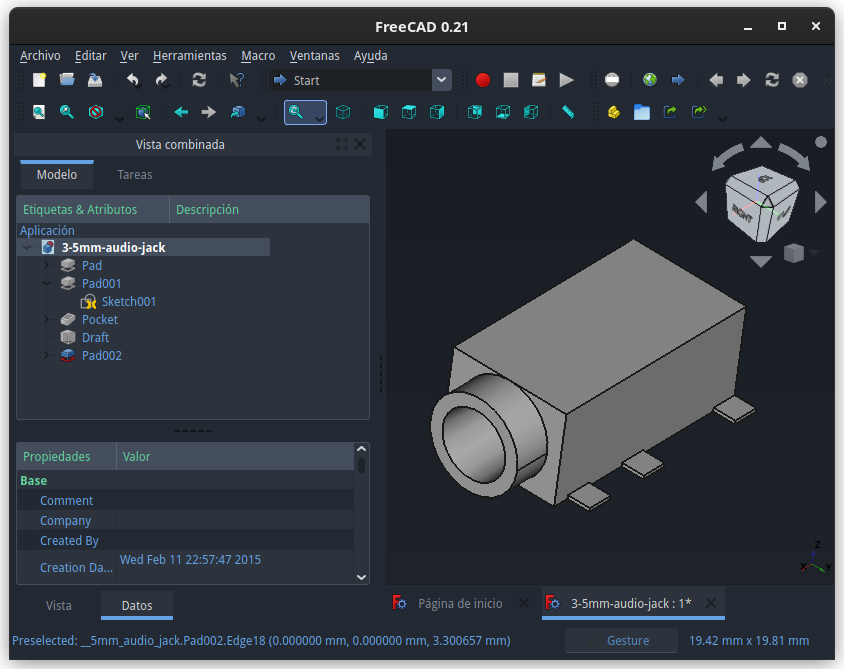 FreeCAD 0.21
Archivo Editar Ver Herramientas Macro Ventanas Ayuda
Start
Vista combinada
Modelo Tareas
Etiquetas & Atributos Descripción
Aplicación
3-5mm-audio-jack
Pad
Pad001
Sketch001
Pocket
Draft
Pad002
RIGHT
Propiedades Valor
Base
Comment
Company
Created By
Creation Da... Wed Feb 11 22:57:47 2015
Z
X Y
Vista Datos
Página de inicio 3-5mm-audio-jack : 1*
Preselected: __5mm_audio_jack.Pad002.Edge18 (0.000000 mm, 0.000000 mm, 3.300657 mm) Gesture 19.42 mm x 19.81 mm